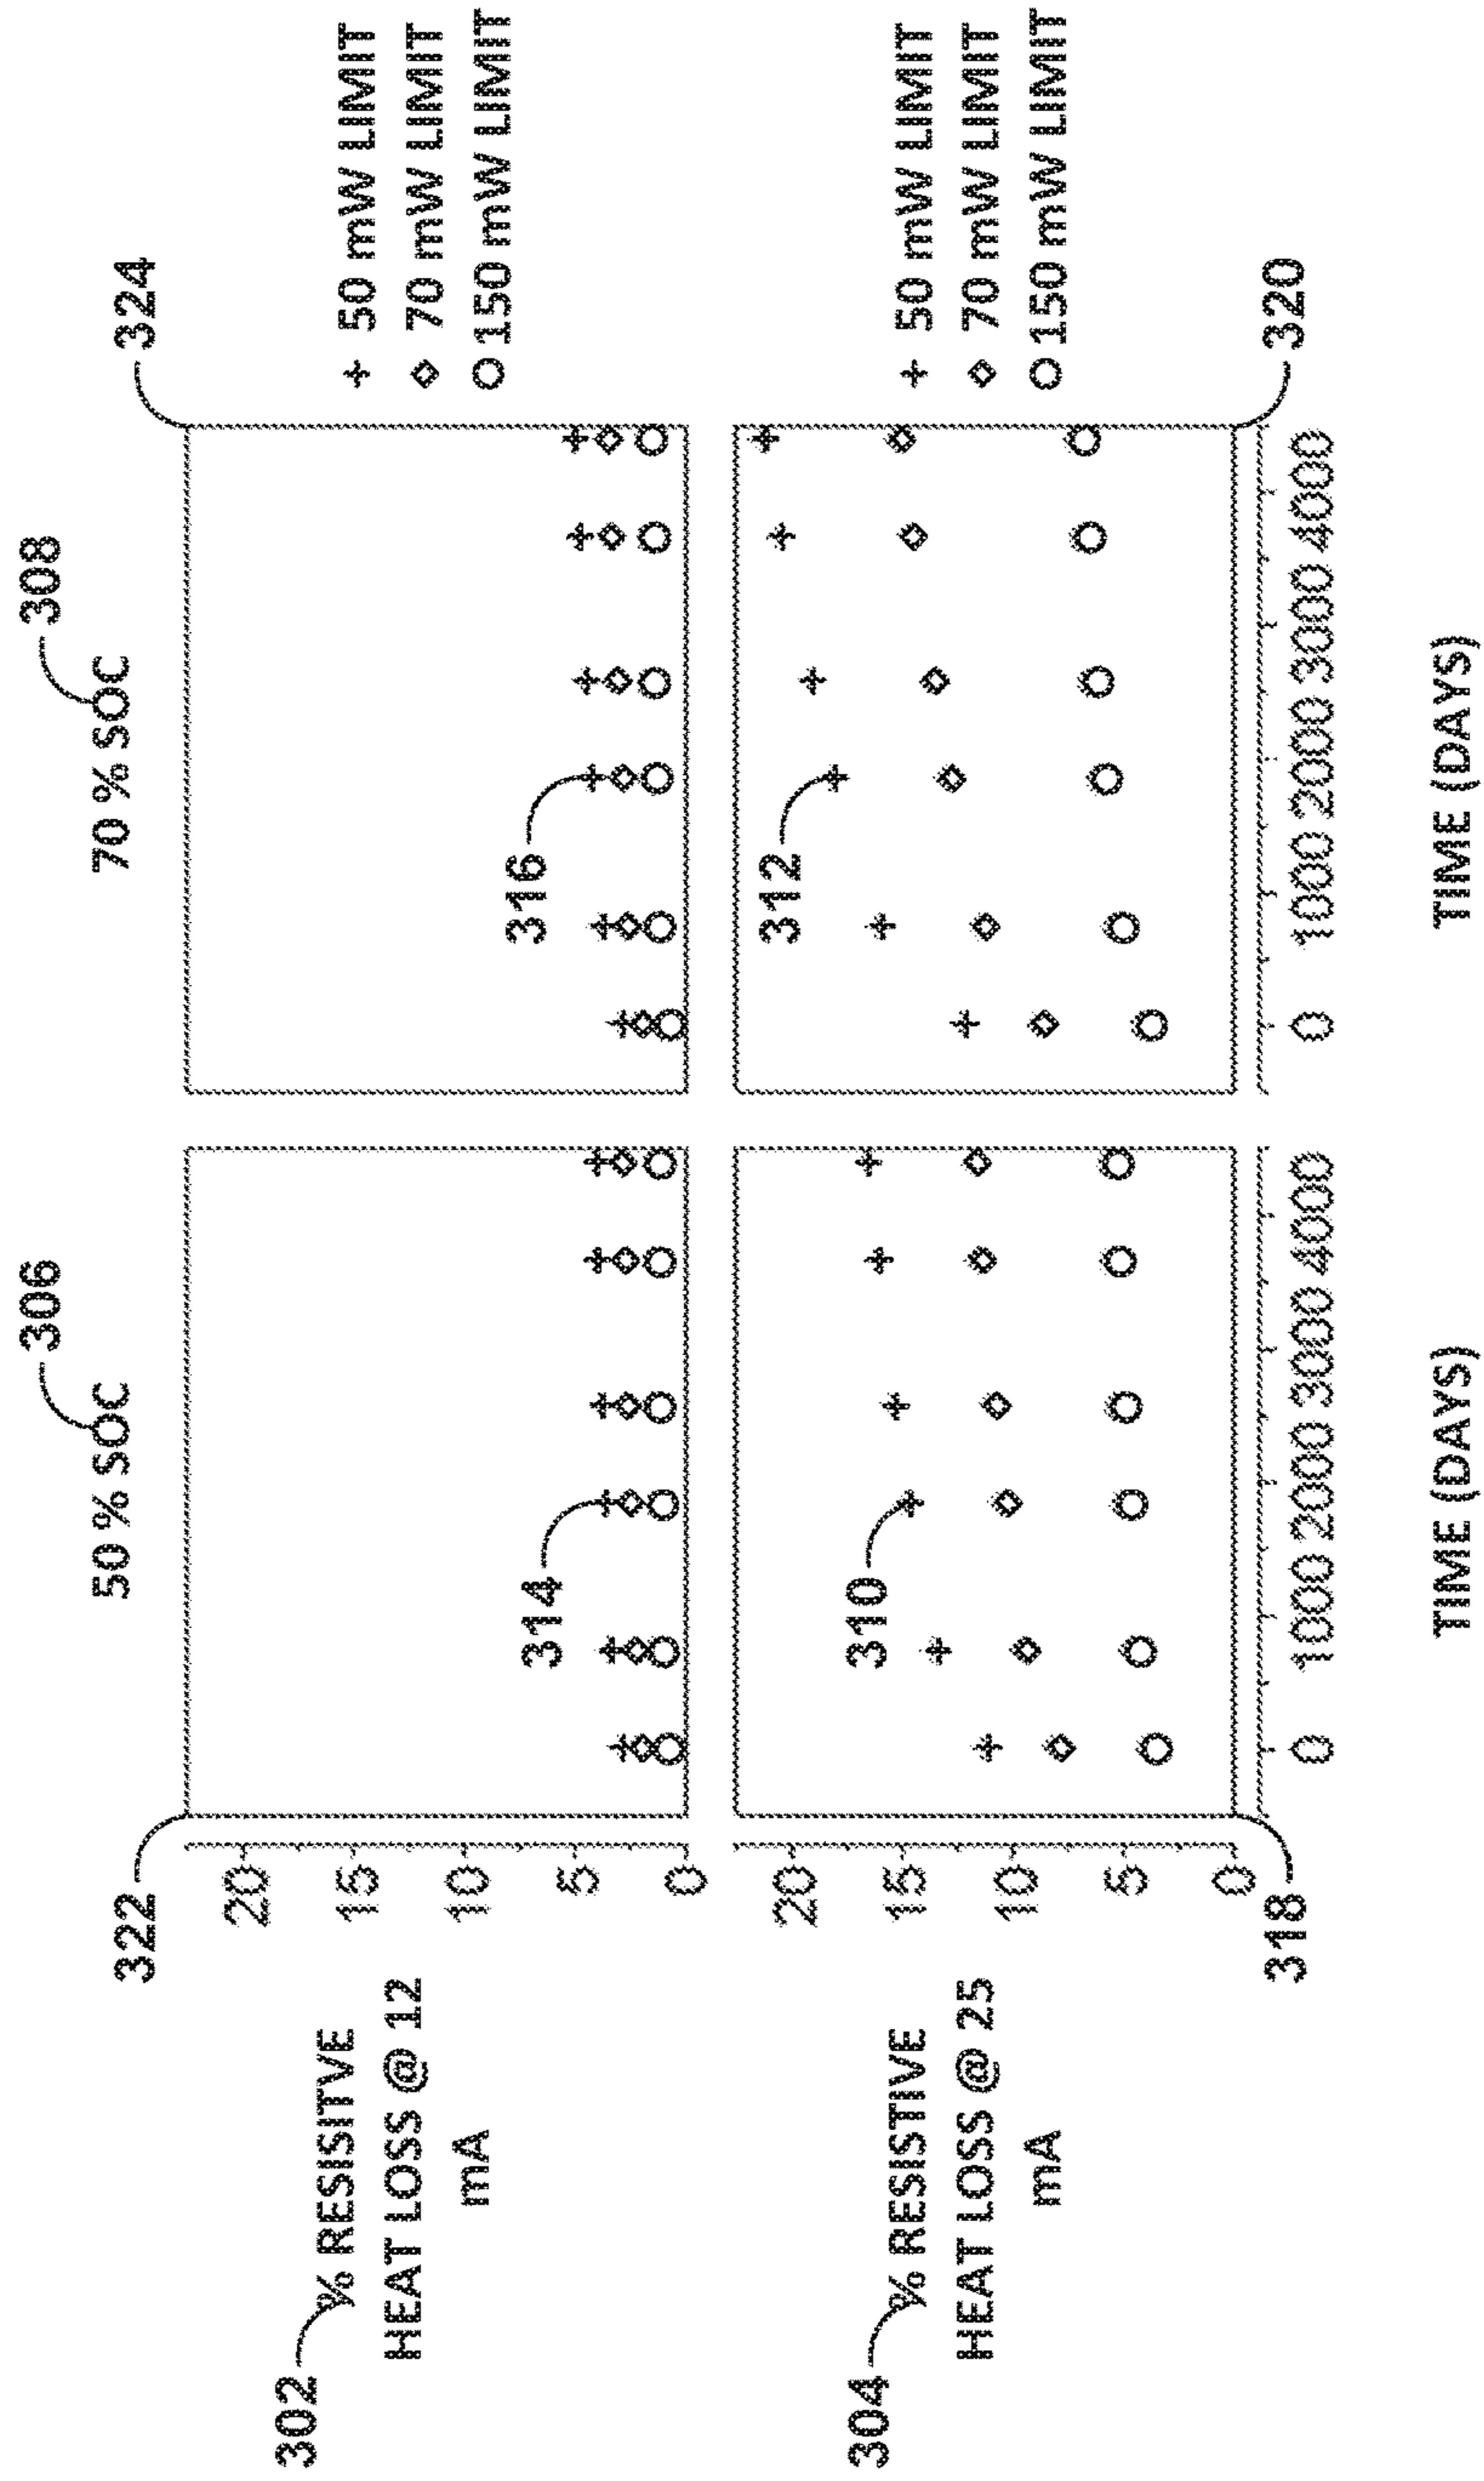 306
308
50 % SOC
70 % SOC
322
324
302
% RESISITVE
HEAT LOSS @ 12
mA
20
15
10
5
0
314
316
+ 50 mW LIMIT
◇ 70 mW LIMIT
○ 150 mW LIMIT
304
% RESISTIVE
HEAT LOSS @ 25
mA
20
15
10
5
0
310
312
+ 50 mW LIMIT
◇ 70 mW LIMIT
○ 150 mW LIMIT
318
320
0 1000 2000 3000 4000
0 1000 2000 3000 4000
TIME (DAYS)
TIME (DAYS)